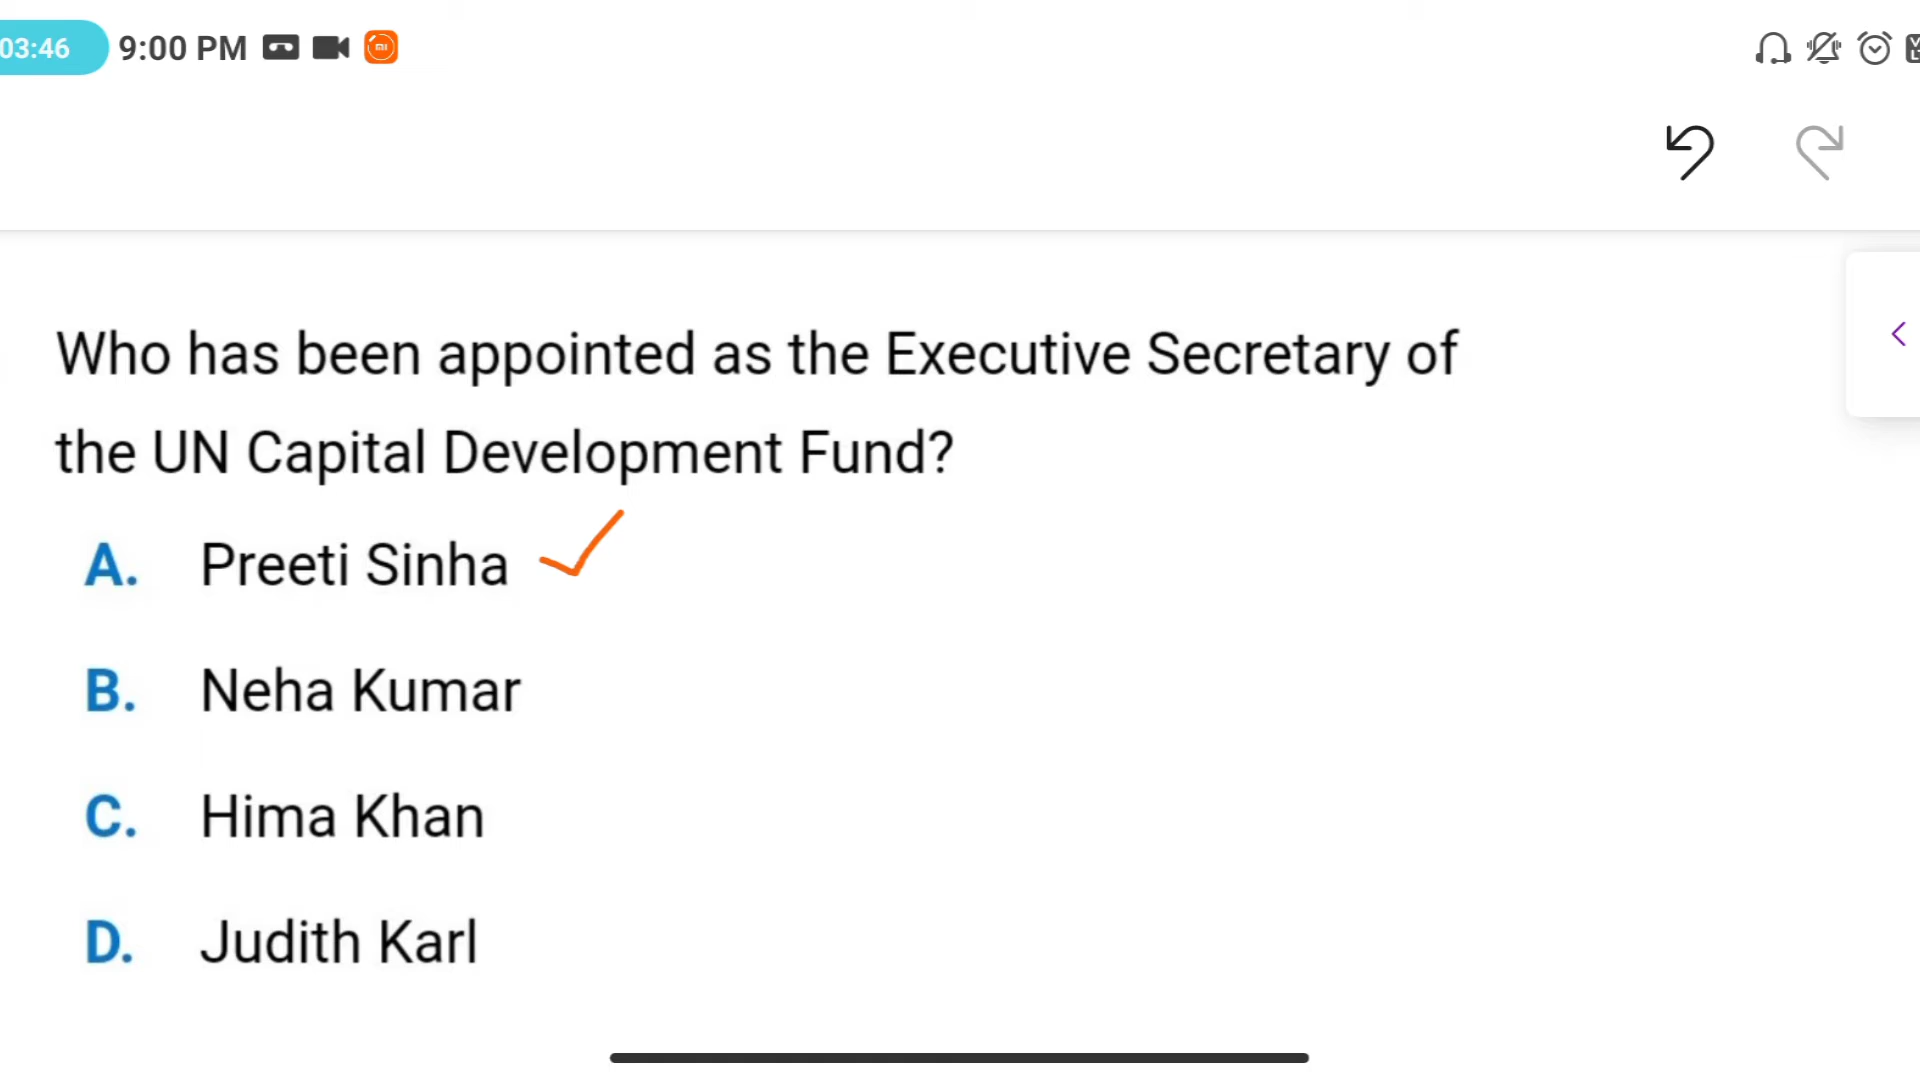 03:46 9:00 PM
Who has been appointed as the Executive Secretary of
the UN Capital Development Fund?
A. Preeti Sinha
B. Neha Kumar
C. Hima Khan
D. Judith Karl